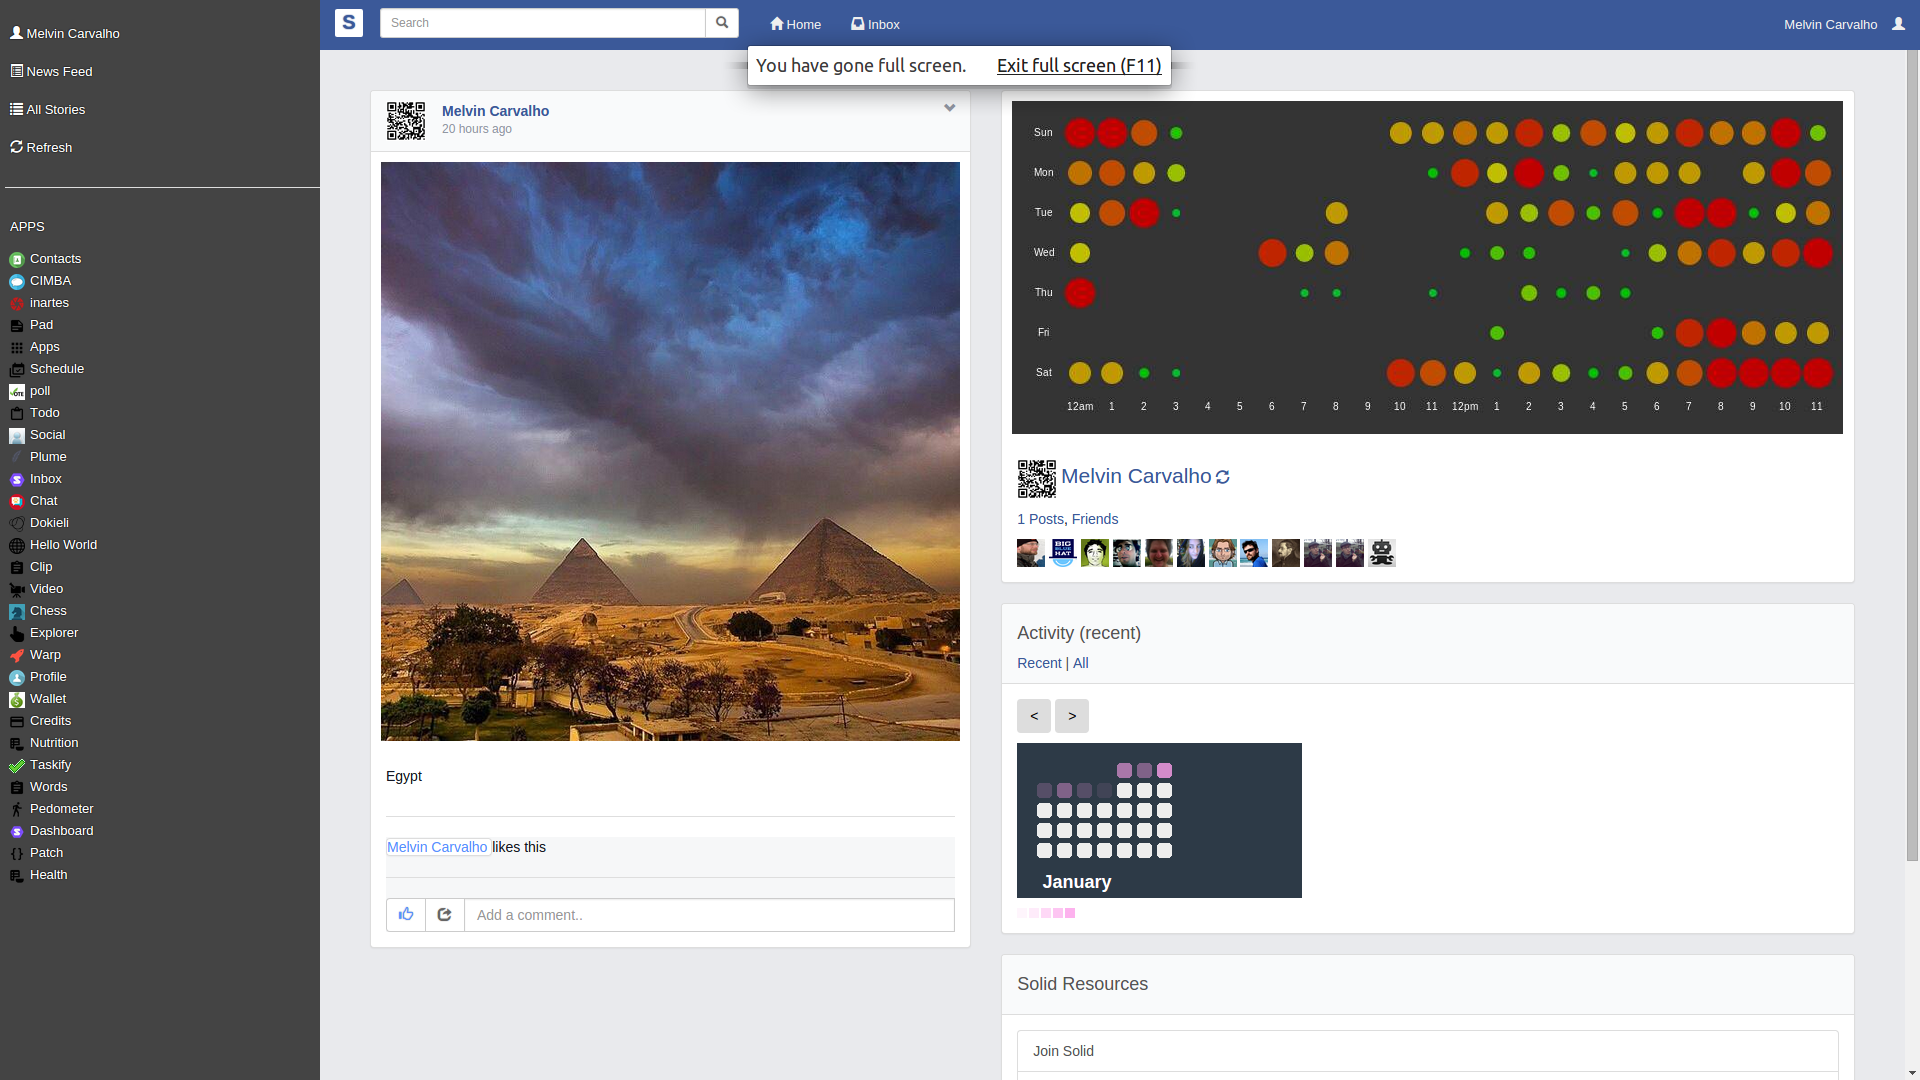 Melvin Carvalho
News Feed
All Stories
Refresh
APPS
Contacts
CIMBA
inartes
Pad
Apps
Schedule
poll
Todo
Social
Plume
Inbox
Chat
Dokieli
Hello World
Clip
Video
Chess
Explorer
Warp
Profile
Wallet
Credits
Nutrition
Taskify
Words
Pedometer
Dashboard
Patch
Health
S Search Home Inbox Melvin Carvalho
You have gone full screen. Exit full screen (F11)
Melvin Carvalho
20 hours ago
Egypt
Melvin Carvalho likes this
Add a comment..
Sun
Mon
Tue
Wed
Thu
Fri
Sat
12am 1 2 3 4 5 6 7 8 9 10 11 12pm 1 2 3 4 5 6 7 8 9 10 11
Melvin Carvalho
1 Posts, Friends
BIG
BLUE
HAT
Activity (recent)
Recent | All
< >
January
Solid Resources
Join Solid